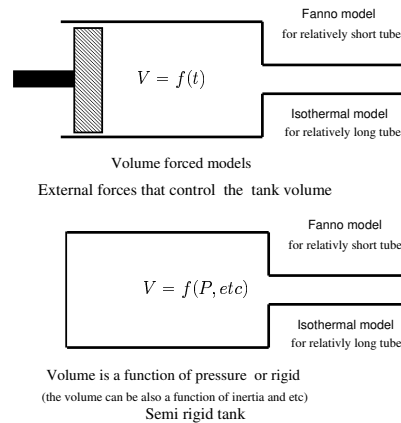 Fanno model
for relatively short tube
V = f(t)
Isothermal model
for relatively long tube
Volume forced models
External forces that control the tank volume
Fanno model
for relativly short tube
V = f(P, etc)
Isothermal model
for relativly long tube
Volume is a function of pressure or rigid
(the volume can be also a function of inertia and etc)
Semi rigid tank